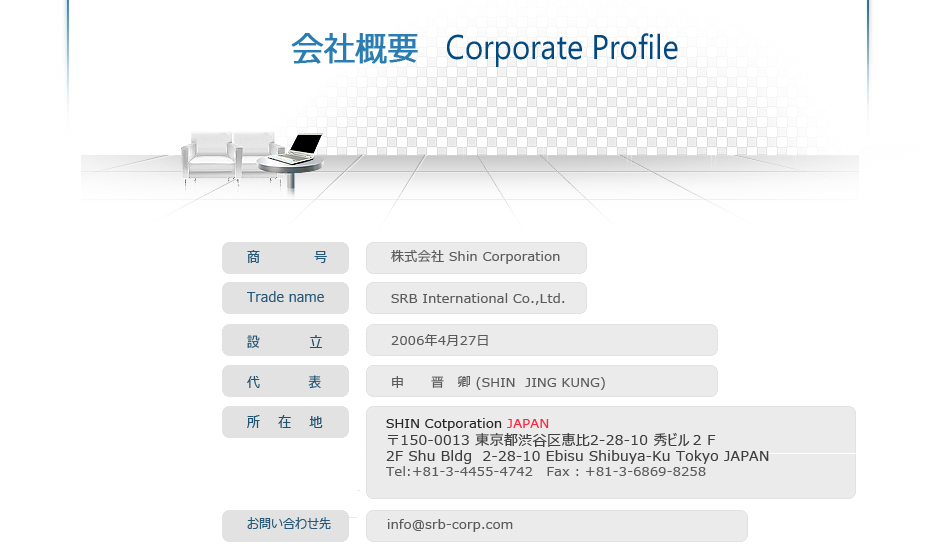 会社概要 Corporate Profile
商 号 株式会社 Shin Corporation
Trade name SRB International Co.,Ltd.
設 立 2006年4月27日
代 表 申 晋 卿 (SHIN JING KUNG)
所 在 地 SHIN Cotporation JAPAN
〒150-0013 東京都渋谷区恵比2-28-10 秀ビル２Ｆ
2F Shu Bldg 2-28-10 Ebisu Shibuya-Ku Tokyo JAPAN
Tel:+81-3-4455-4742 Fax : +81-3-6869-8258
お問い合わせ先 info@srb-corp.com